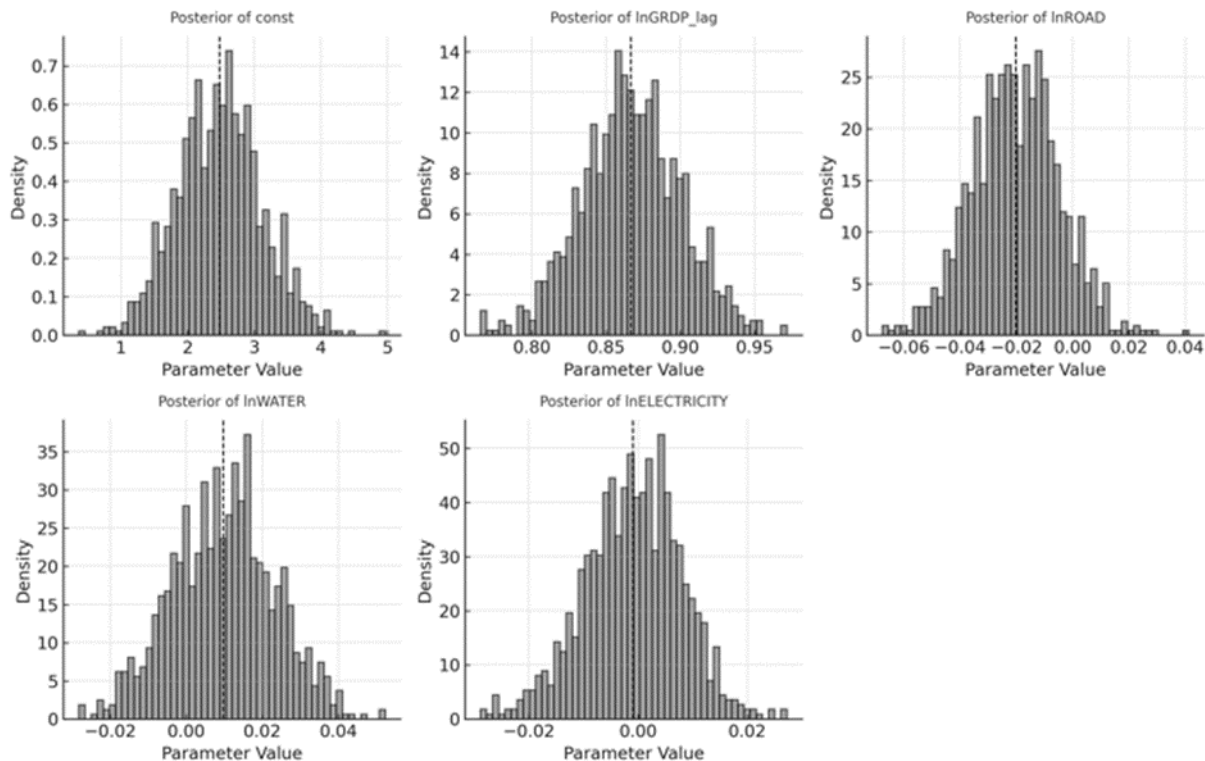 Posterior of const
Posterior of lnGRDP_lag
Posterior of lnROAD
0.7
0.6
0.5
0.4
0.3
0.2
0.1
0.0
Density
1 2 3 4 5
Parameter Value
14
12
10
8
6
4
2
0
Density
0.80 0.85 0.90 0.95
Parameter Value
25
20
15
10
5
0
Density
−0.06 −0.04 −0.02 0.00 0.02 0.04
Parameter Value
Posterior of lnWATER
Posterior of lnELECTRICITY
35
30
25
20
15
10
5
0
Density
−0.02 0.00 0.02 0.04
Parameter Value
50
40
30
20
10
0
Density
−0.02 0.00 0.02
Parameter Value